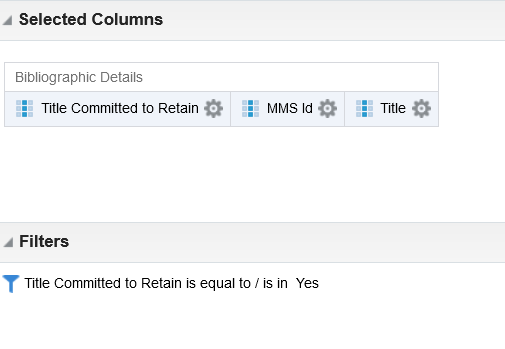 Selected Columns
Bibliographic Details
Title Committed to Retain MMS Id Title
Filters
Title Committed to Retain is equal to / is in Yes